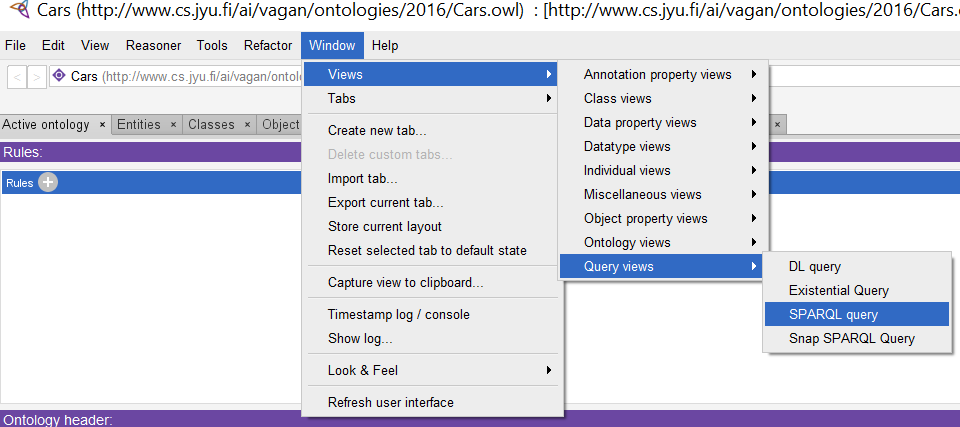 Cars (http://www.cs.jyu.fi/ai/vagan/ontologies/2016/Cars.owl) : [http://www.cs.jyu.fi/ai/vagan/ontologies/2016/Cars.
File Edit View Reasoner Tools Refactor Window Help
< > Cars (http://www.cs.jyu.fi/ai/vagan/ontolo
Active ontology × Entities × Classes × Object ×
Rules:
Rules +
Views
Tabs
Create new tab...
Delete custom tabs...
Import tab...
Export current tab...
Store current layout
Reset selected tab to default state
Capture view to clipboard...
Timestamp log / console
Show log...
Look & Feel
Refresh user interface
Annotation property views
Class views
Data property views
Datatype views
Individual views
Miscellaneous views
Object property views
Ontology views
Query views
DL query
Existential Query
SPARQL query
Snap SPARQL Query
Ontology header: